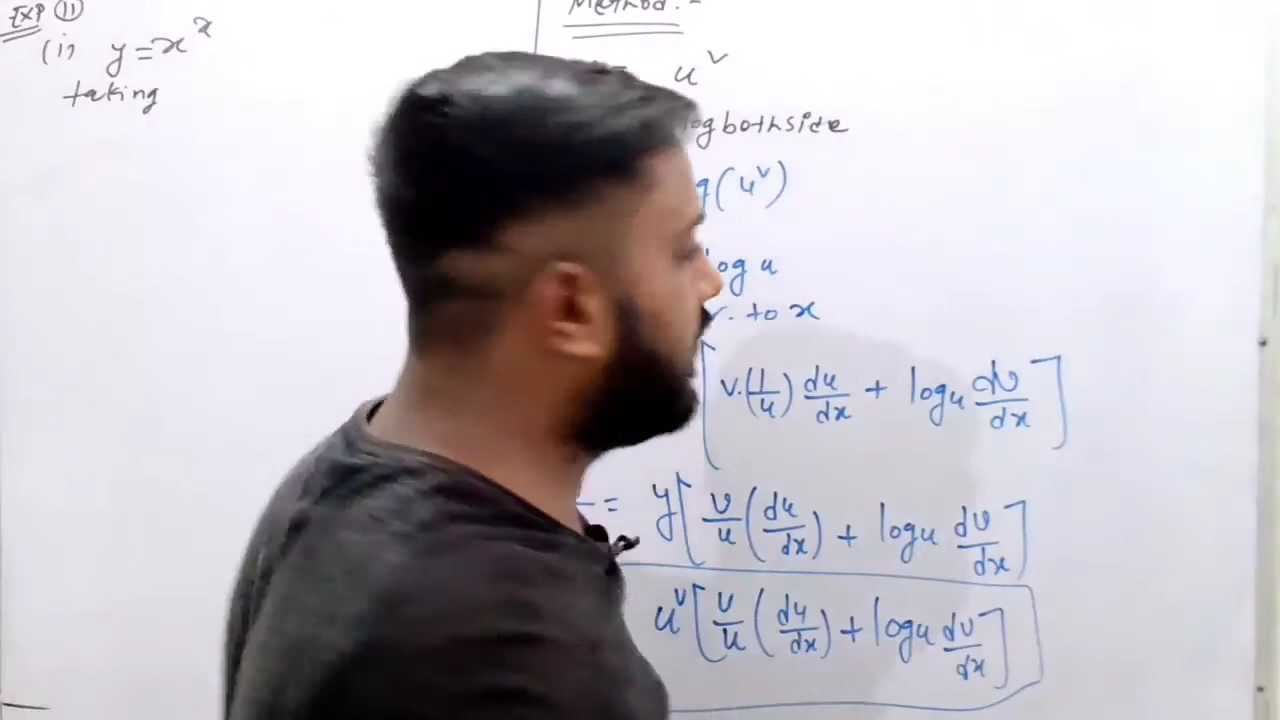 EXP 11
(i) y = x^x
taking
Method :-
u^v
log both side
(u^v)
log u
r. to x
[v.(1/u) du/dx + log u dv/dx]
= y[v/u (du/dx) + log u dv/dx]
u^v [v/u (du/dx) + log u dv/dx]